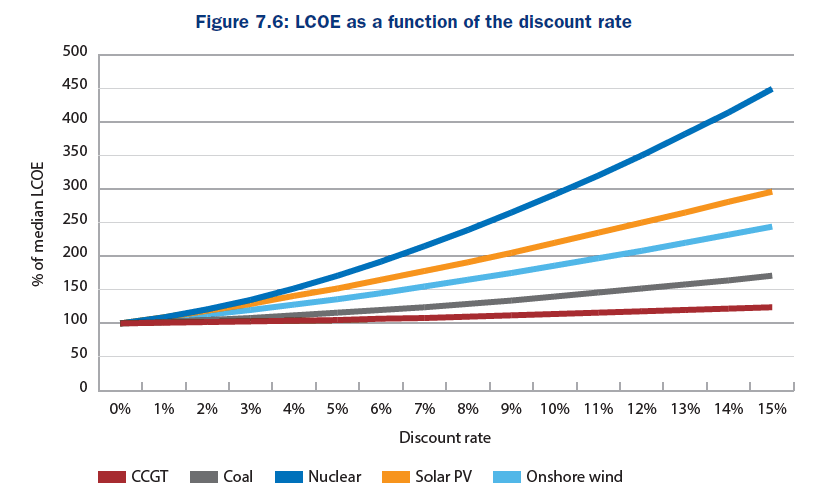 Figure 7.6: LCOE as a function of the discount rate
% of median LCOE
500
450
400
350
300
250
200
150
100
50
0
0% 1% 2% 3% 4% 5% 6% 7% 8% 9% 10% 11% 12% 13% 14% 15%
Discount rate
CCGT Coal Nuclear Solar PV Onshore wind